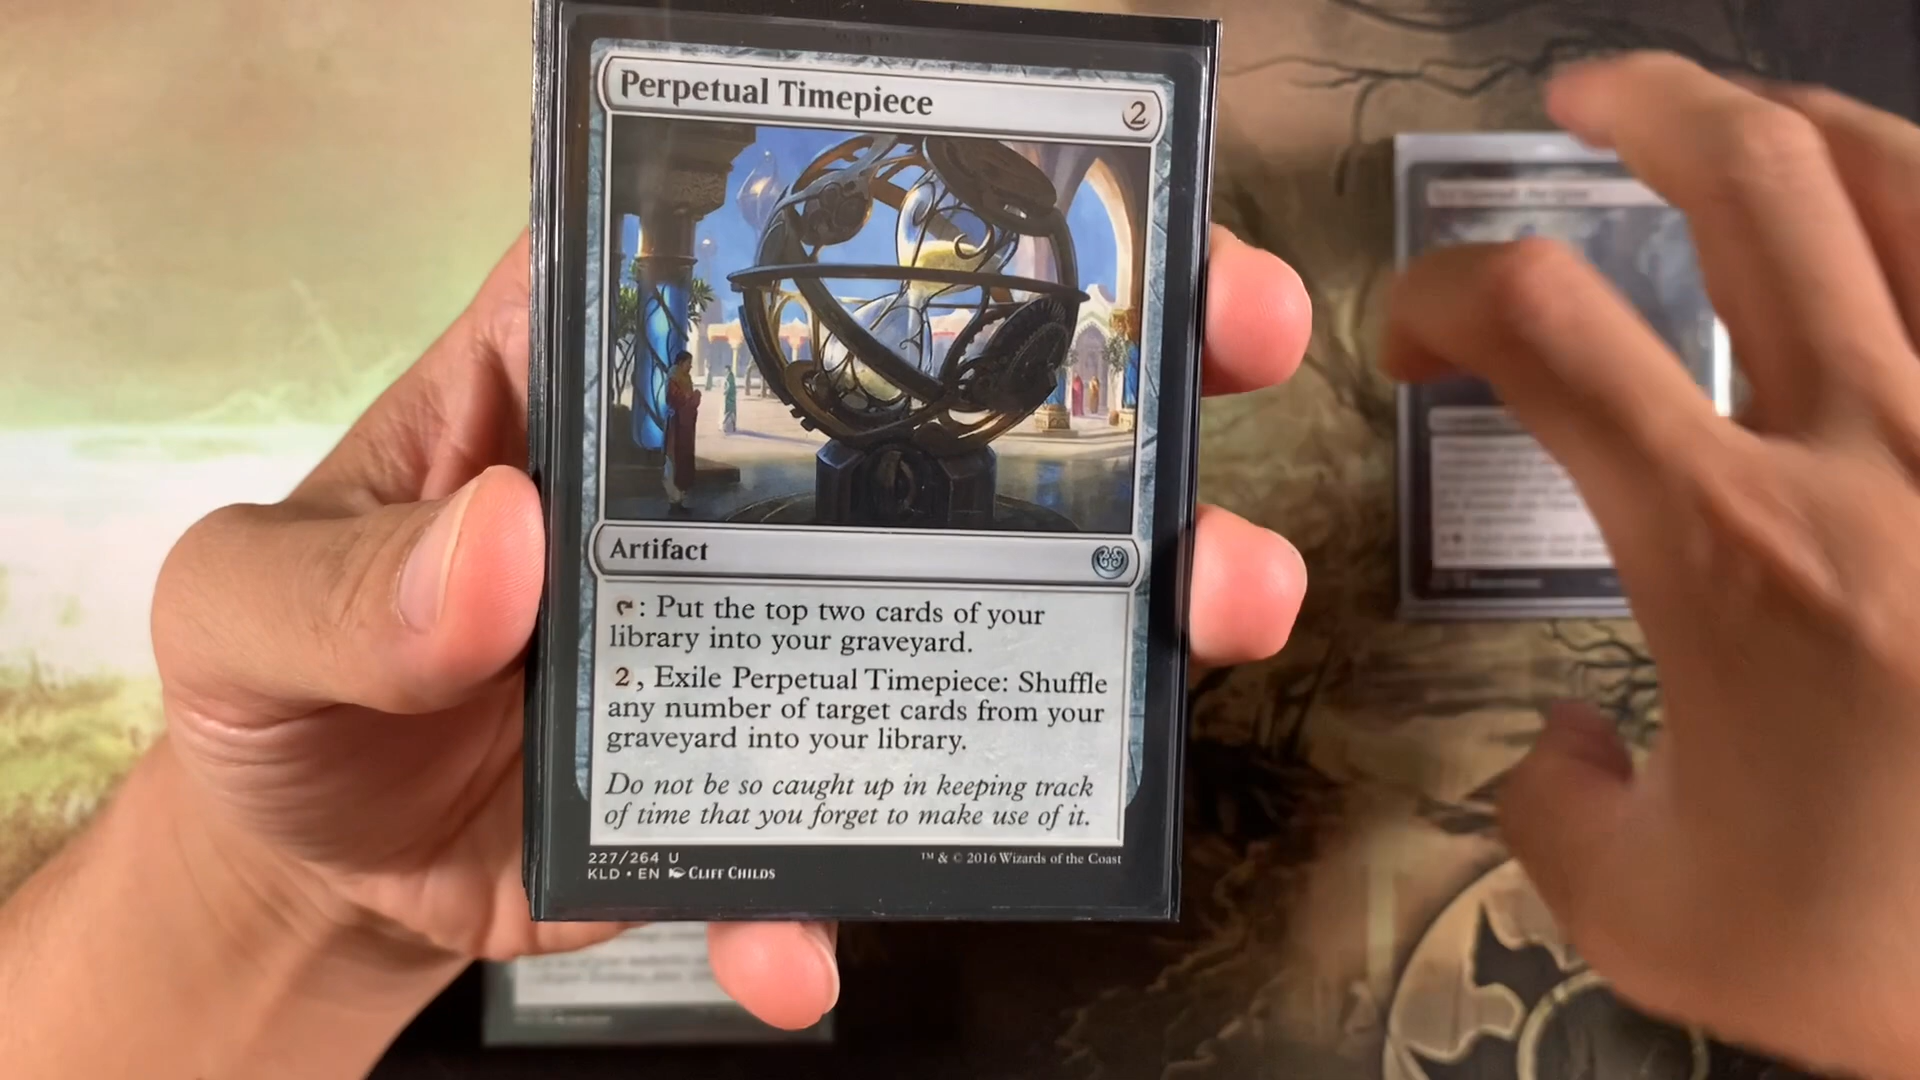 Perpetual Timepiece 2
Artifact
: Put the top two cards of your
library into your graveyard.
2, Exile Perpetual Timepiece: Shuffle
any number of target cards from your
graveyard into your library.
Do not be so caught up in keeping track
of time that you forget to make use of it.
227/264 U
KLD • EN CLIFF CHILDS
™ & © 2016 Wizards of the Coast